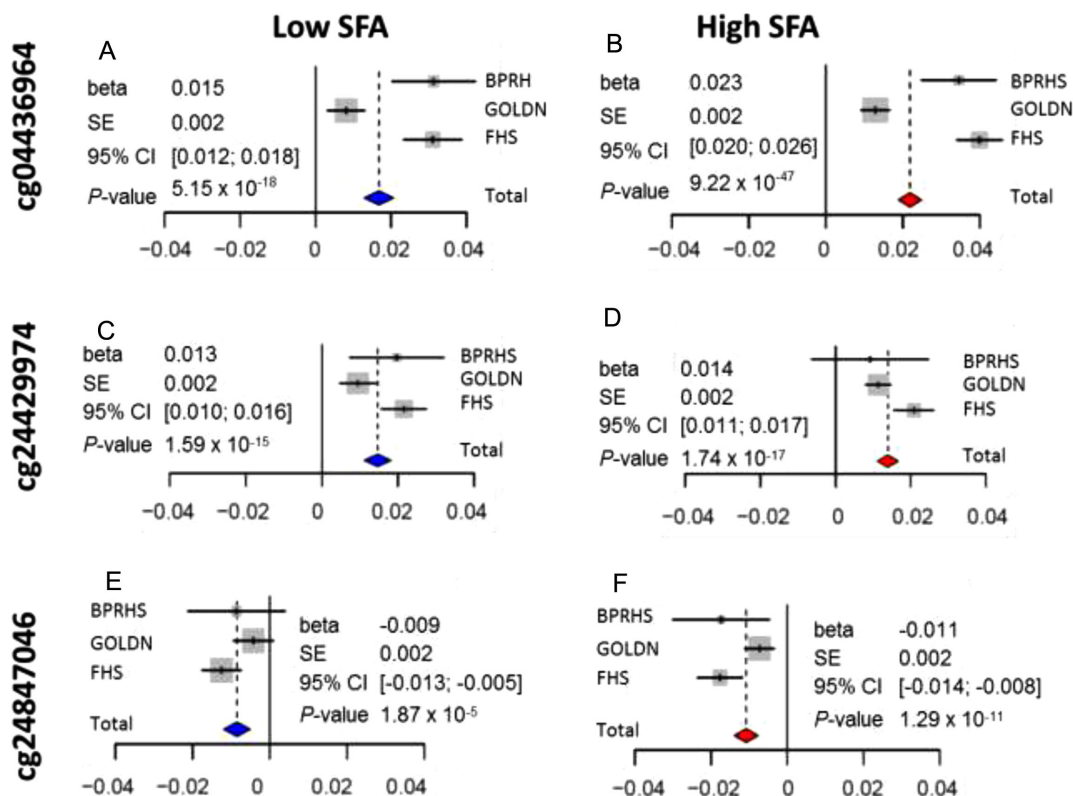 Low SFA
High SFA
cg04436964
A
beta 0.015
SE 0.002
95% CI [0.012; 0.018]
P-value 5.15 x 10-18
BPRH
GOLDN
FHS
Total
−0.04 −0.02 0 0.02 0.04
B
beta 0.023
SE 0.002
95% CI [0.020; 0.026]
P-value 9.22 x 10-47
BPRHS
GOLDN
FHS
Total
−0.04 −0.02 0 0.02 0.04
cg24429974
C
beta 0.013
SE 0.002
95% CI [0.010; 0.016]
P-value 1.59 x 10-15
BPRHS
GOLDN
FHS
Total
−0.04 −0.02 0 0.02 0.04
D
beta 0.014
SE 0.002
95% CI [0.011; 0.017]
P-value 1.74 x 10-17
BPRHS
GOLDN
FHS
Total
−0.04 −0.02 0 0.02 0.04
cg24847046
E
BPRHS
GOLDN
FHS
Total
beta -0.009
SE 0.002
95% CI [-0.013; -0.005]
P-value 1.87 x 10-5
−0.04 −0.02 0 0.02 0.04
F
BPRHS
GOLDN
FHS
Total
beta -0.011
SE 0.002
95% CI [-0.014; -0.008]
P-value 1.29 x 10-11
−0.04 −0.02 0 0.02 0.04